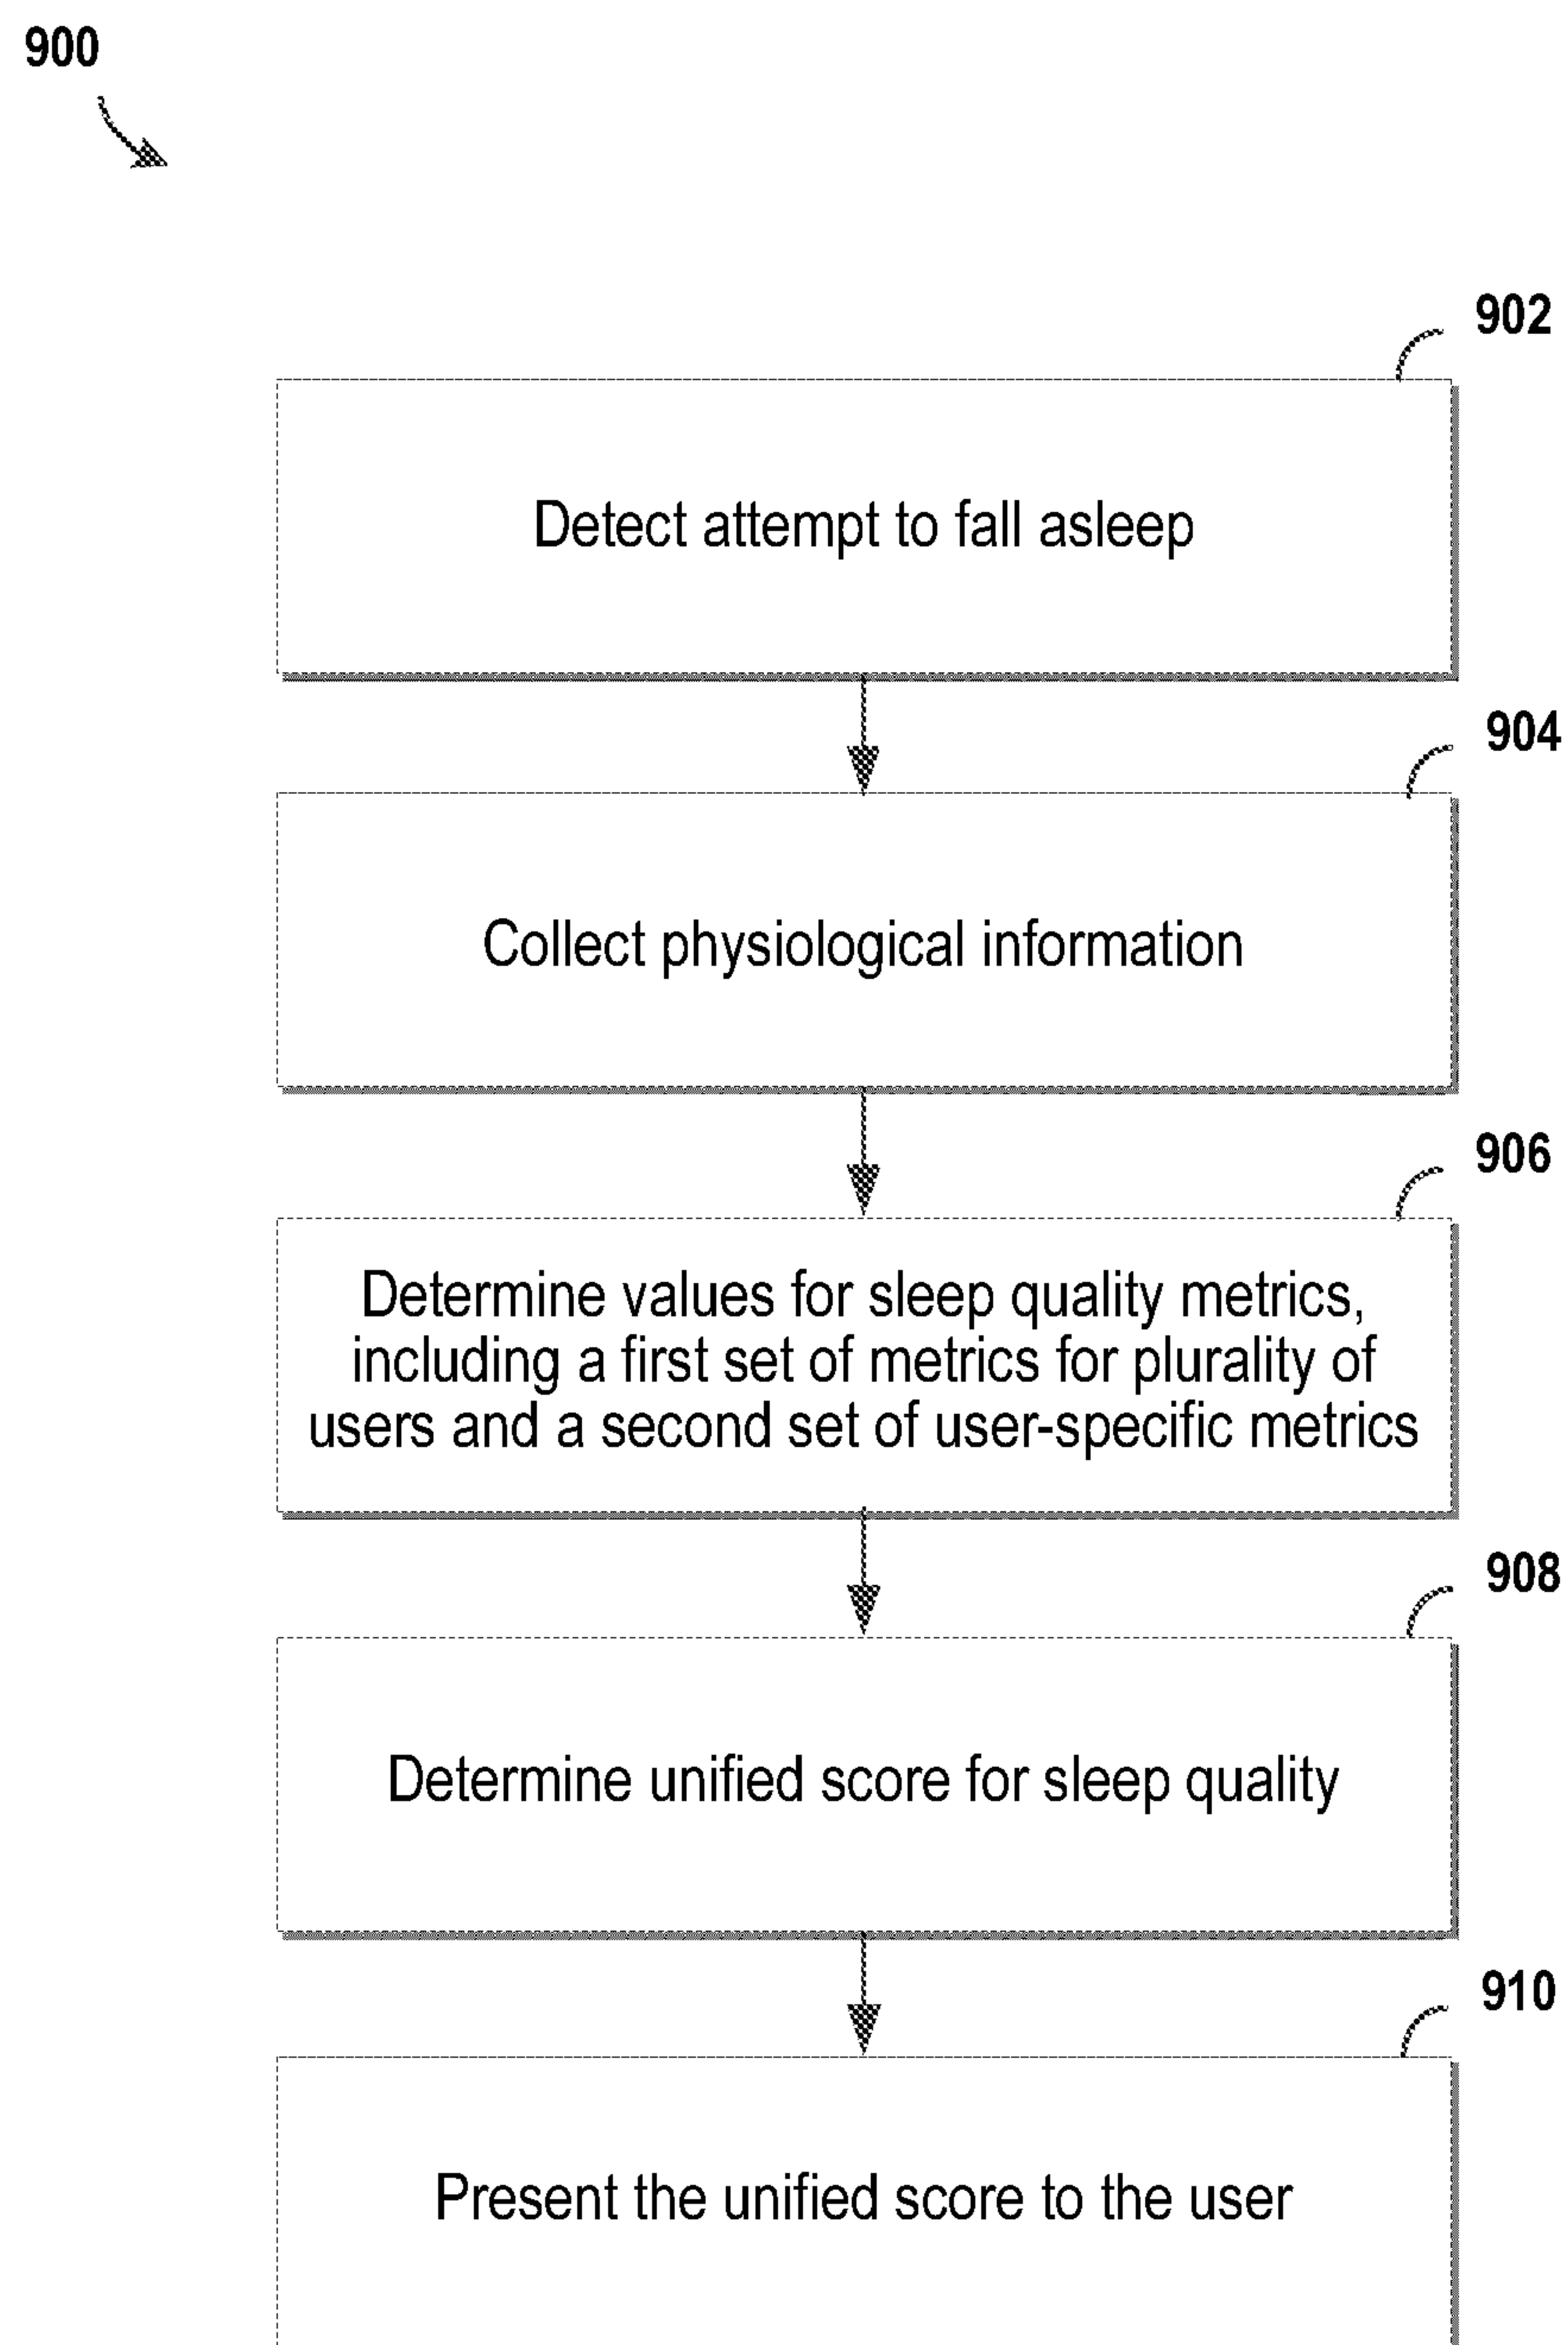 900
902
Detect attempt to fall asleep
904
Collect physiological information
906
Determine values for sleep quality metrics,
including a first set of metrics for plurality of
users and a second set of user-specific metrics
908
Determine unified score for sleep quality
910
Present the unified score to the user